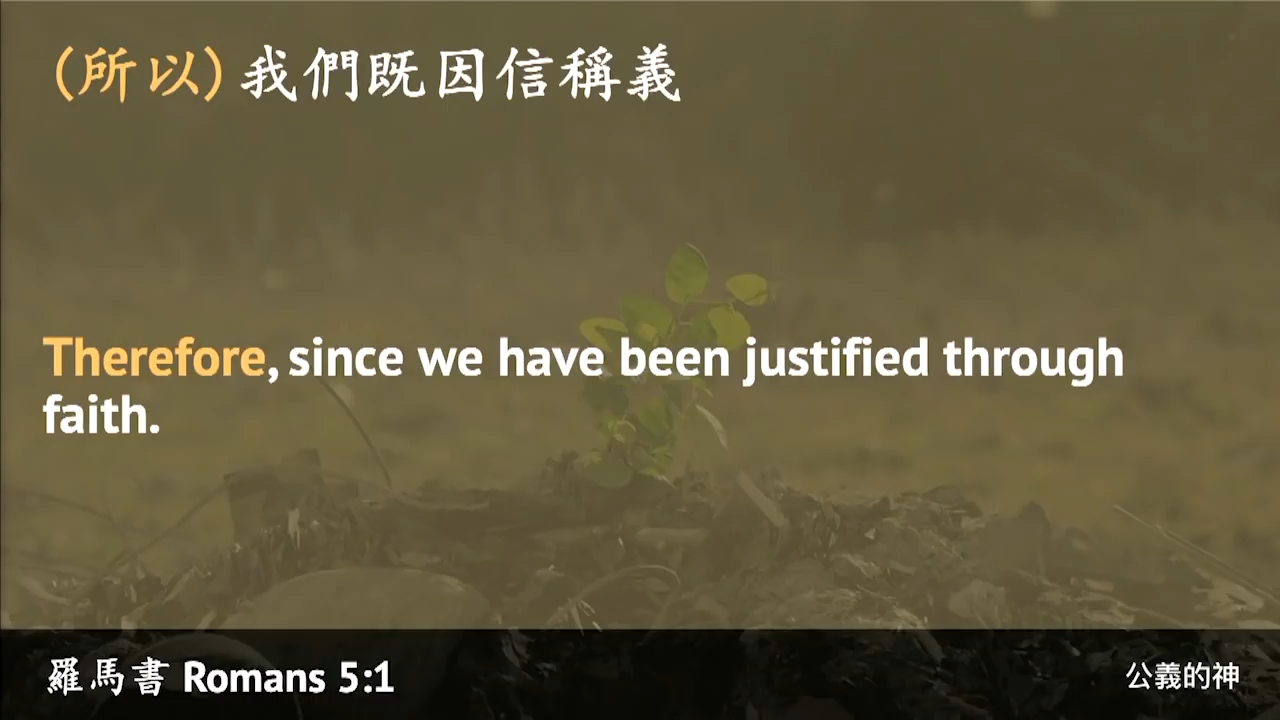 （所以）我們既因信稱義
Therefore, since we have been justified through
faith.
羅馬書 Romans 5:1
公義的神